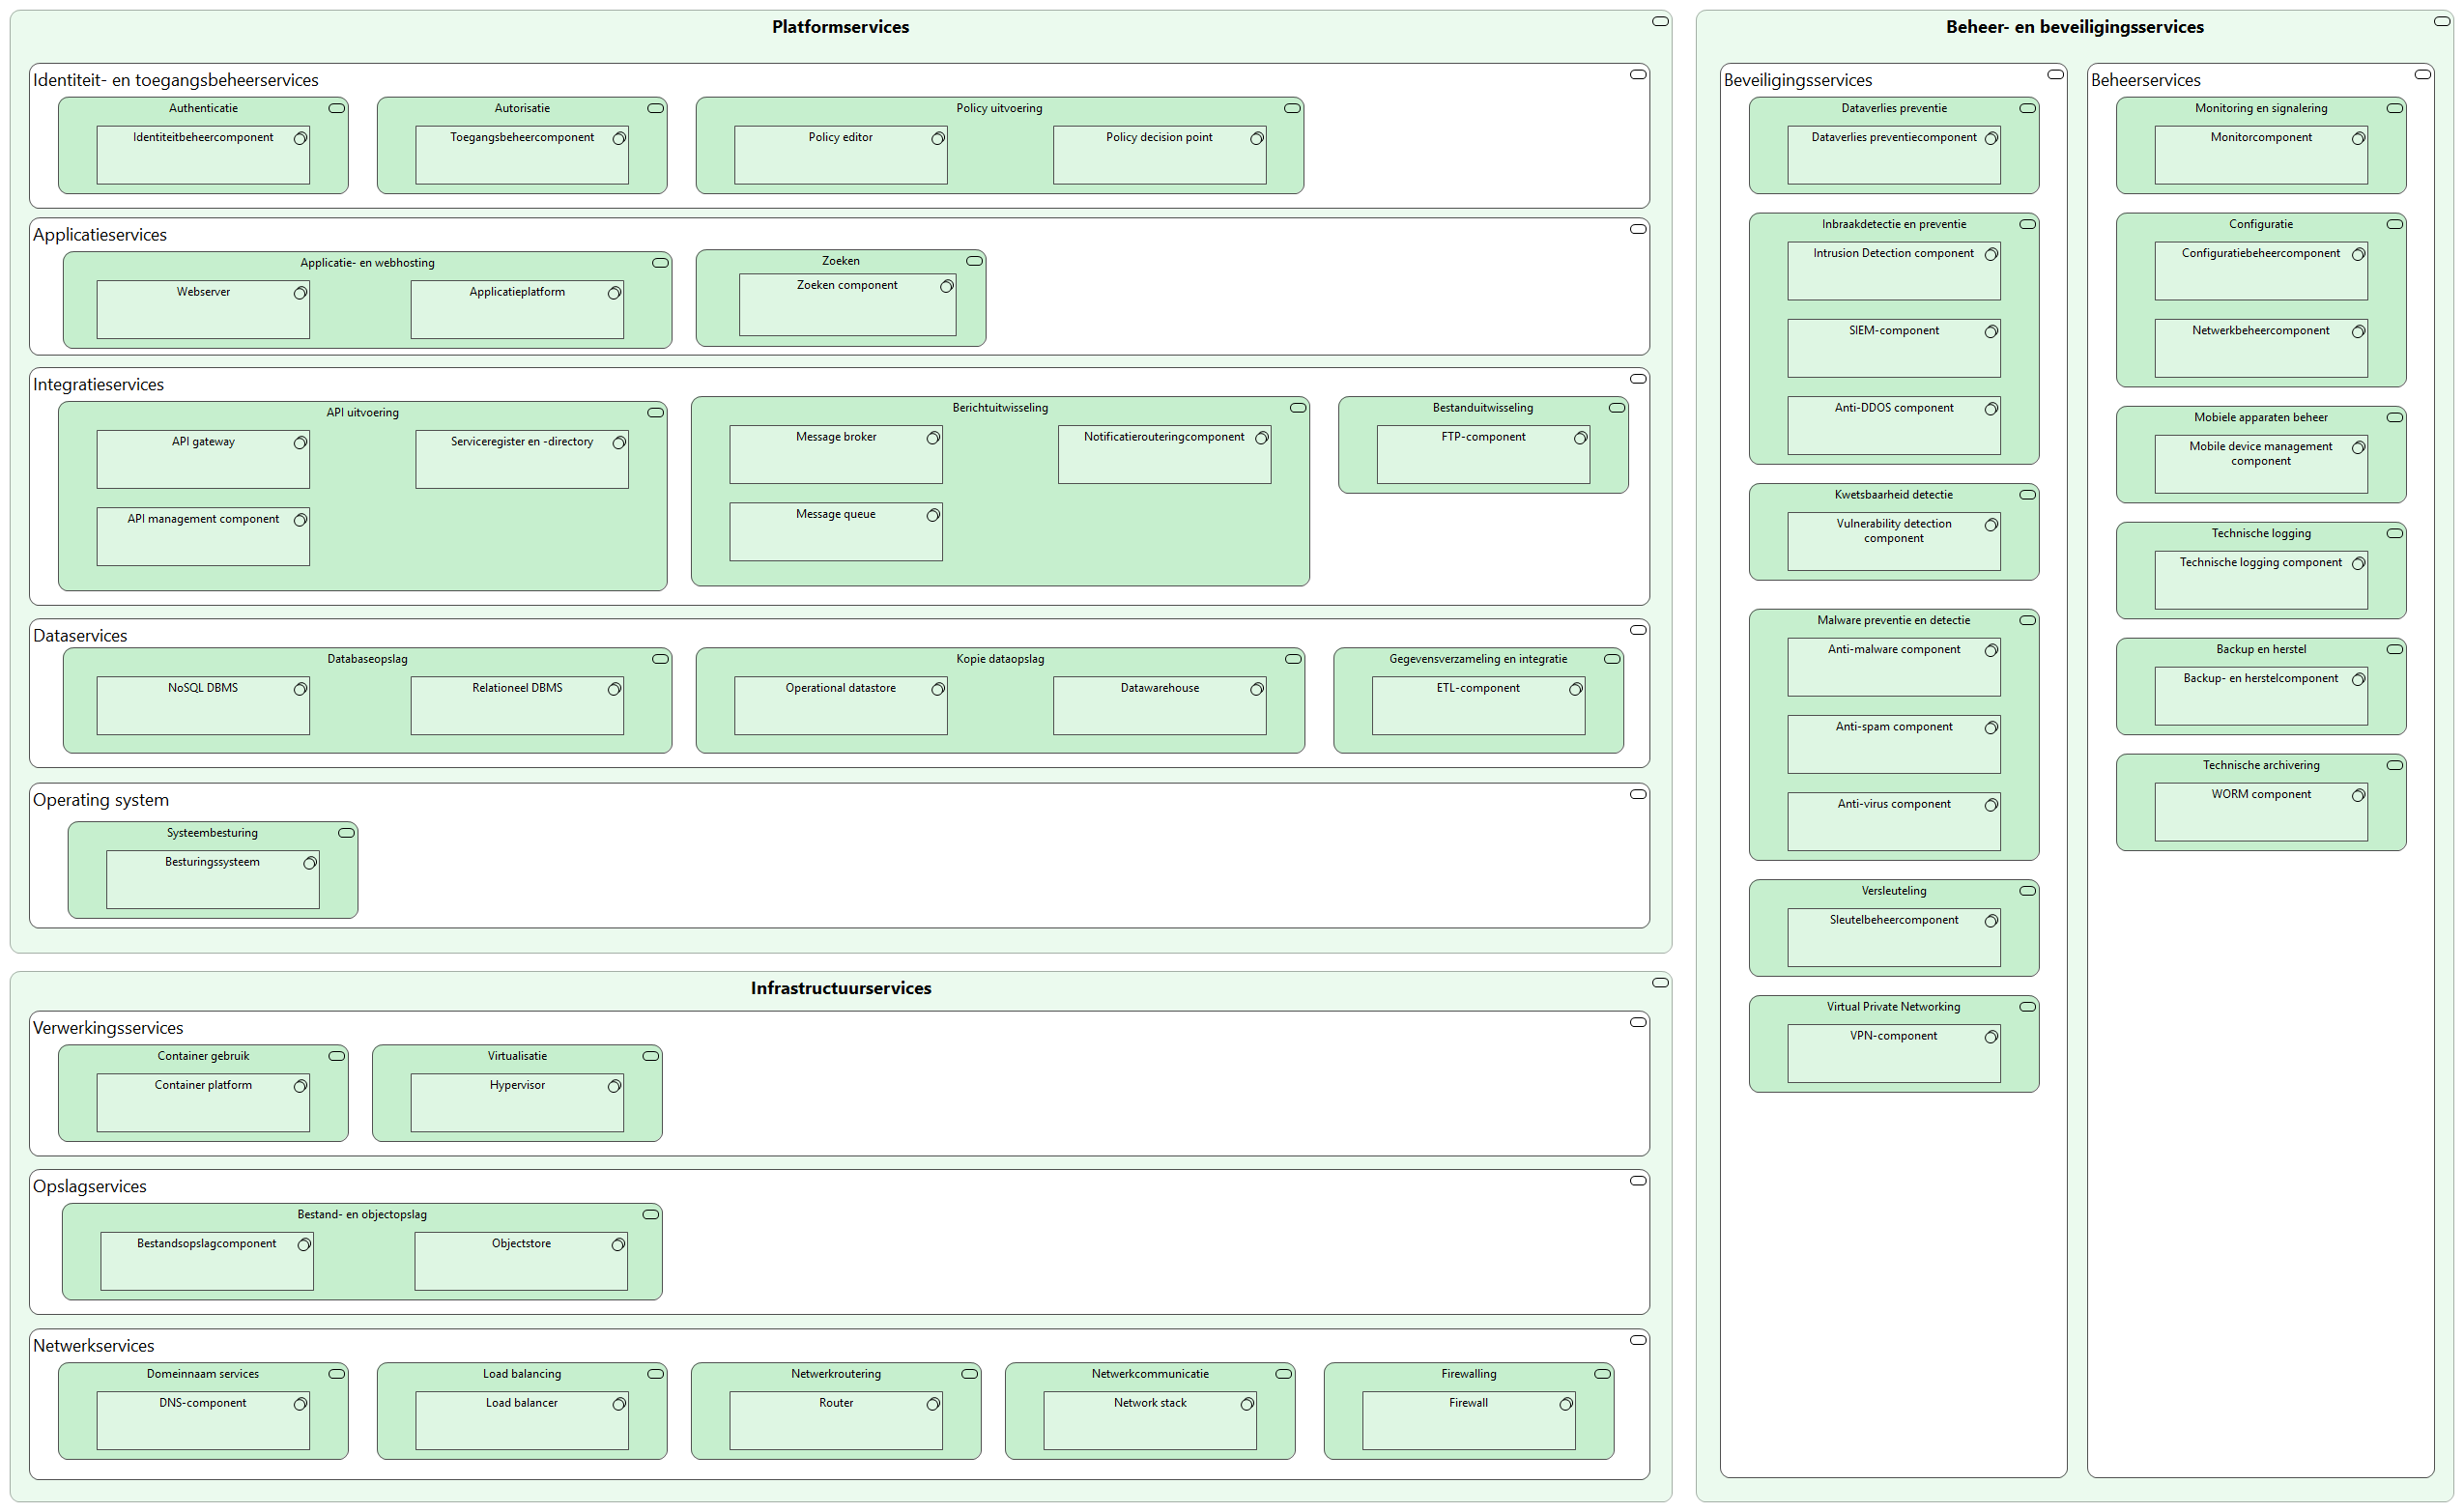 Platformservices
Identiteit- en toegangsbeheerservices
Authenticatie
Identiteitbeheercomponent
Autorisatie
Toegangsbeheercomponent
Policy uitvoering
Policy editor
Policy decision point
Applicatieservices
Applicatie- en webhosting
Webserver
Applicatieplatform
Zoeken
Zoeken component
Integratieservices
API uitvoering
API gateway
Serviceregister en -directory
API management component
Berichtuitwisseling
Message broker
Notificatierouteringcomponent
Message queue
Bestanduitwisseling
FTP-component
Dataservices
Databaseopslag
NoSQL DBMS
Relationeel DBMS
Kopie dataopslag
Operational datastore
Datawarehouse
Gegevensverzameling en integratie
ETL-component
Operating system
Systeembesturing
Besturingssysteem
Infrastructuurservices
Verwerkingsservices
Container gebruik
Container platform
Virtualisatie
Hypervisor
Opslagservices
Bestand- en objectopslag
Bestandsopslagcomponent
Objectstore
Netwerkservices
Domeinnaam services
DNS-component
Load balancing
Load balancer
Netwerkroutering
Router
Netwerkcommunicatie
Network stack
Firewalling
Firewall
Beheer- en beveiligingsservices
Beveiligingsservices
Dataverlies preventie
Dataverlies preventiecomponent
Inbraakdetectie en preventie
Intrusion Detection component
SIEM-component
Anti-DDOS component
Kwetsbaarheid detectie
Vulnerability detection
component
Malware preventie en detectie
Anti-malware component
Anti-spam component
Anti-virus component
Versleuteling
Sleutelbeheercomponent
Virtual Private Networking
VPN-component
Beheerservices
Monitoring en signalering
Monitorcomponent
Configuratie
Configuratiebeheercomponent
Netwerkbeheercomponent
Mobiele apparaten beheer
Mobile device management
component
Technische logging
Technische logging component
Backup en herstel
Backup- en herstelcomponent
Technische archivering
WORM component